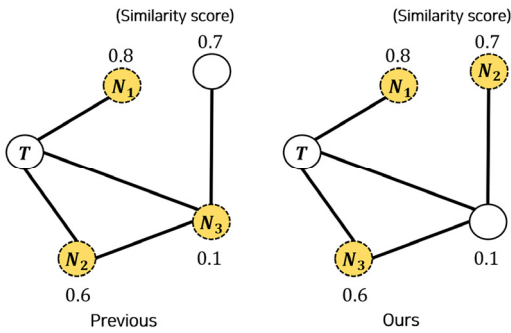 (Similarity score)
0.8
0.7
N1
T
N3
N2
0.1
0.6
Previous
(Similarity score)
0.8
0.7
N1
N2
T
N3
0.1
0.6
Ours